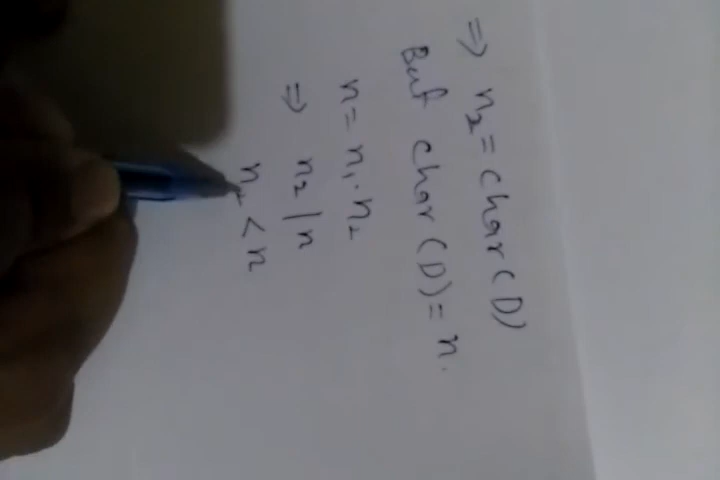 ⇒ n₂ = char(D)
But char(D) = n.
n = n₁·n₂
⇒ n₂ | n
n₂ < n